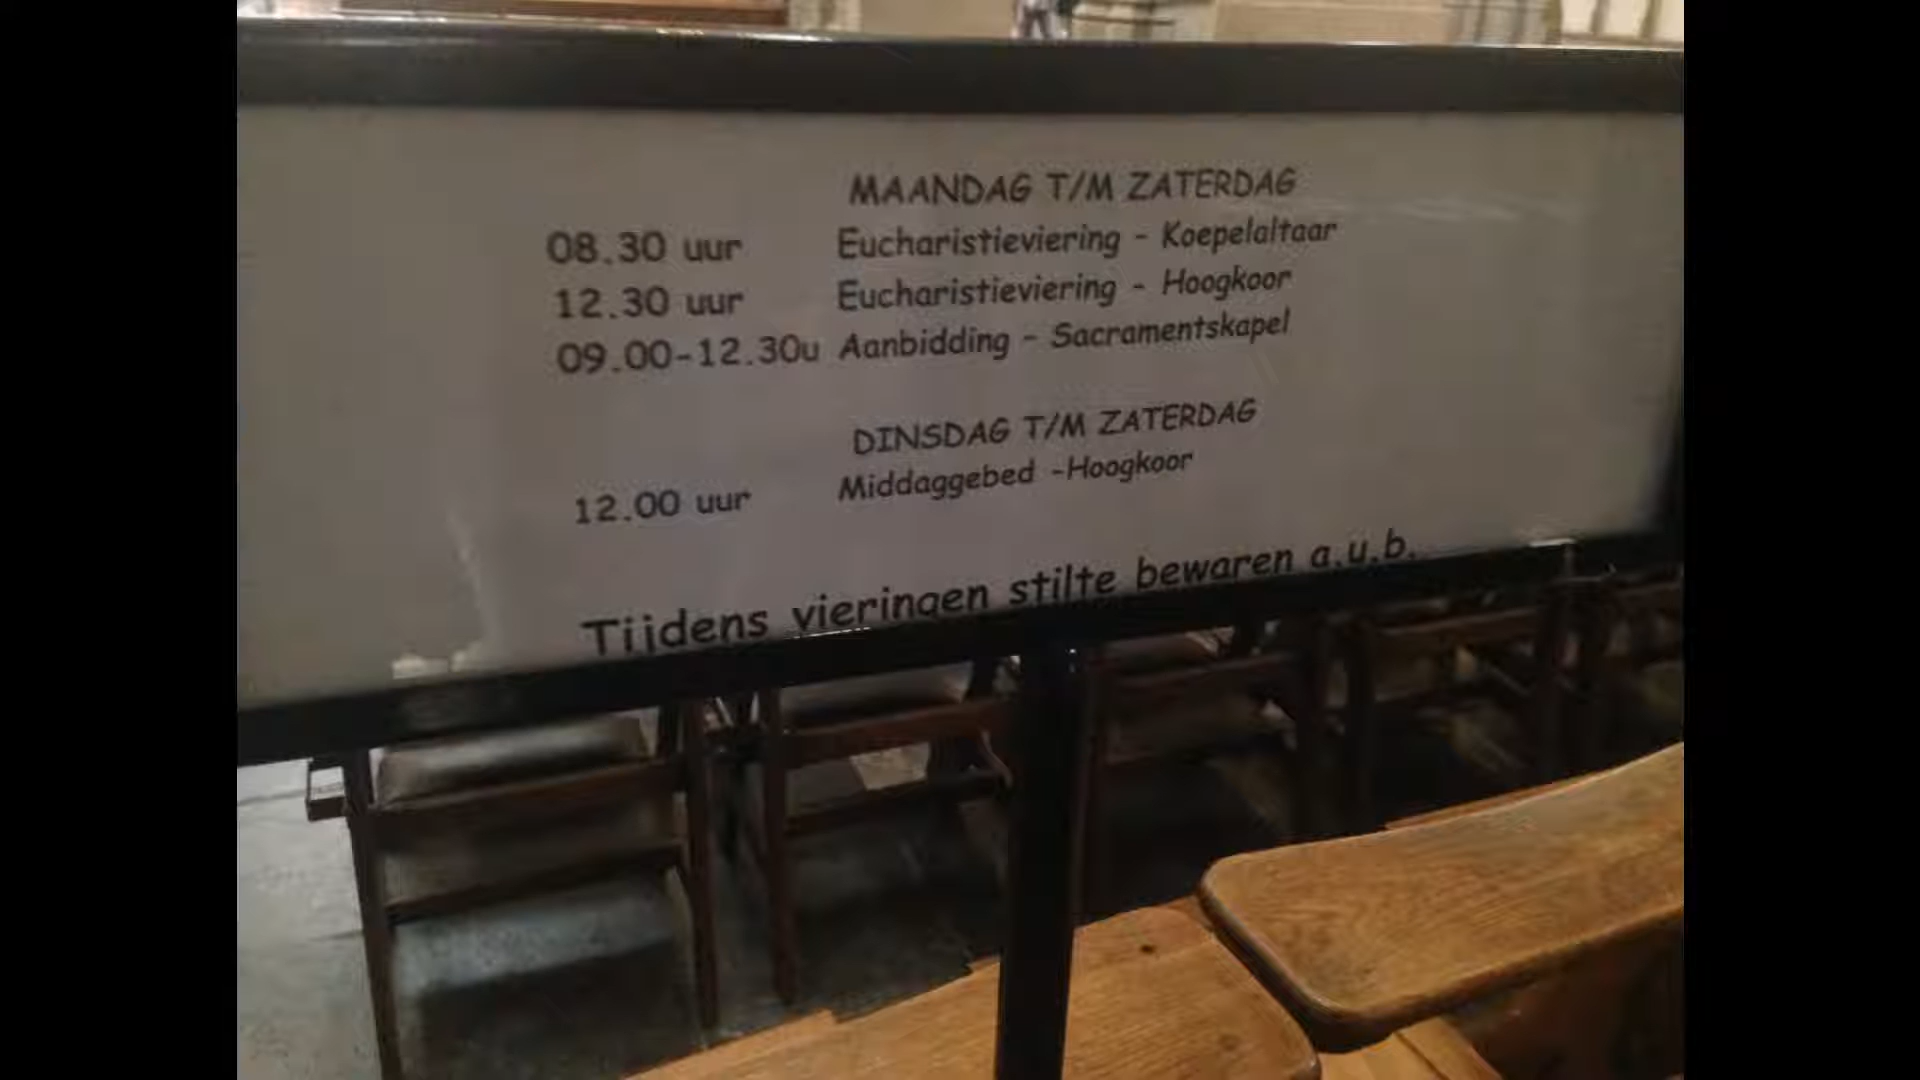 MAANDAG T/M ZATERDAG
08.30 uur Eucharistieviering - Koepelaltaar
12.30 uur Eucharistieviering - Hoogkoor
09.00-12.30u Aanbidding - Sacramentskapel
DINSDAG T/M ZATERDAG
12.00 uur Middaggebed -Hoogkoor
Tijdens vieringen stilte bewaren a.u.b.